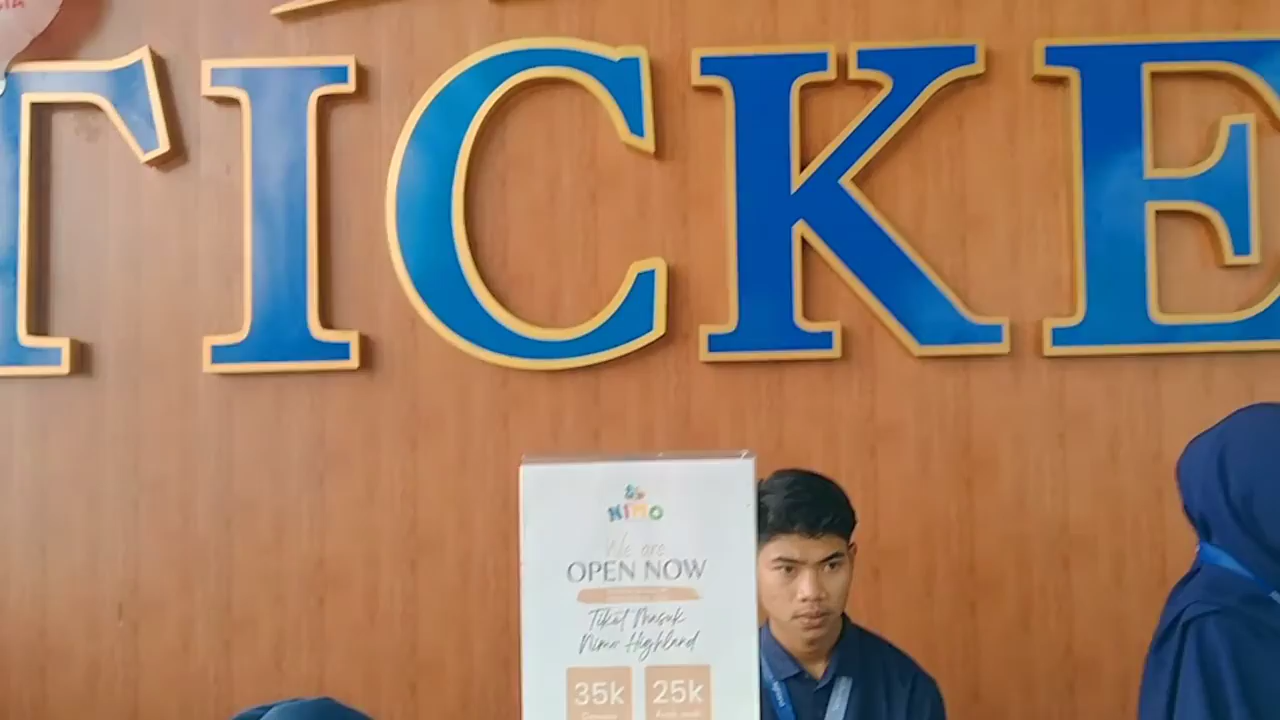 TICKE
NIMO
We are
OPEN NOW
Tiket Masuk
Nimo Highland
35k 25k